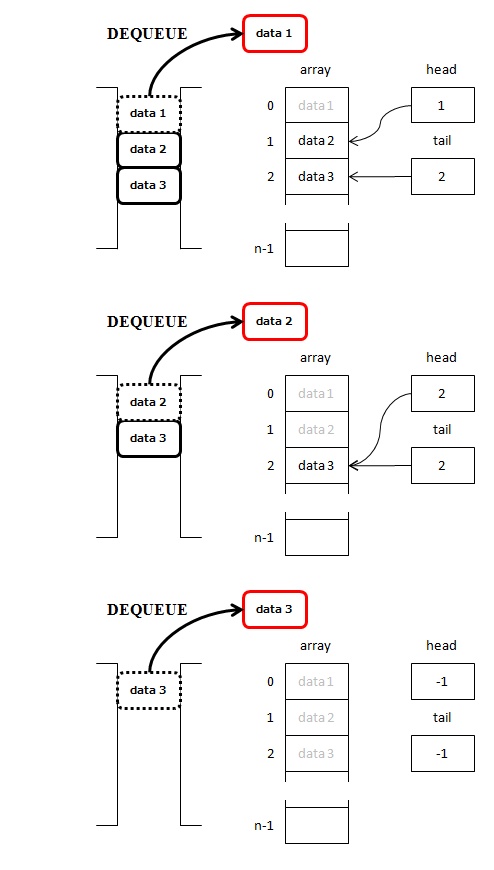 DEQUEUE data 1
array head
data 1 0 data 1 1
data 2 1 data 2 tail
data 3 2 data 3 2
n-1
DEQUEUE data 2
array head
data 2 0 data 1 2
data 3 1 data 2 tail
2 data 3 2
n-1
DEQUEUE data 3
array head
data 3 0 data 1 -1
1 data 2 tail
2 data 3 -1
n-1